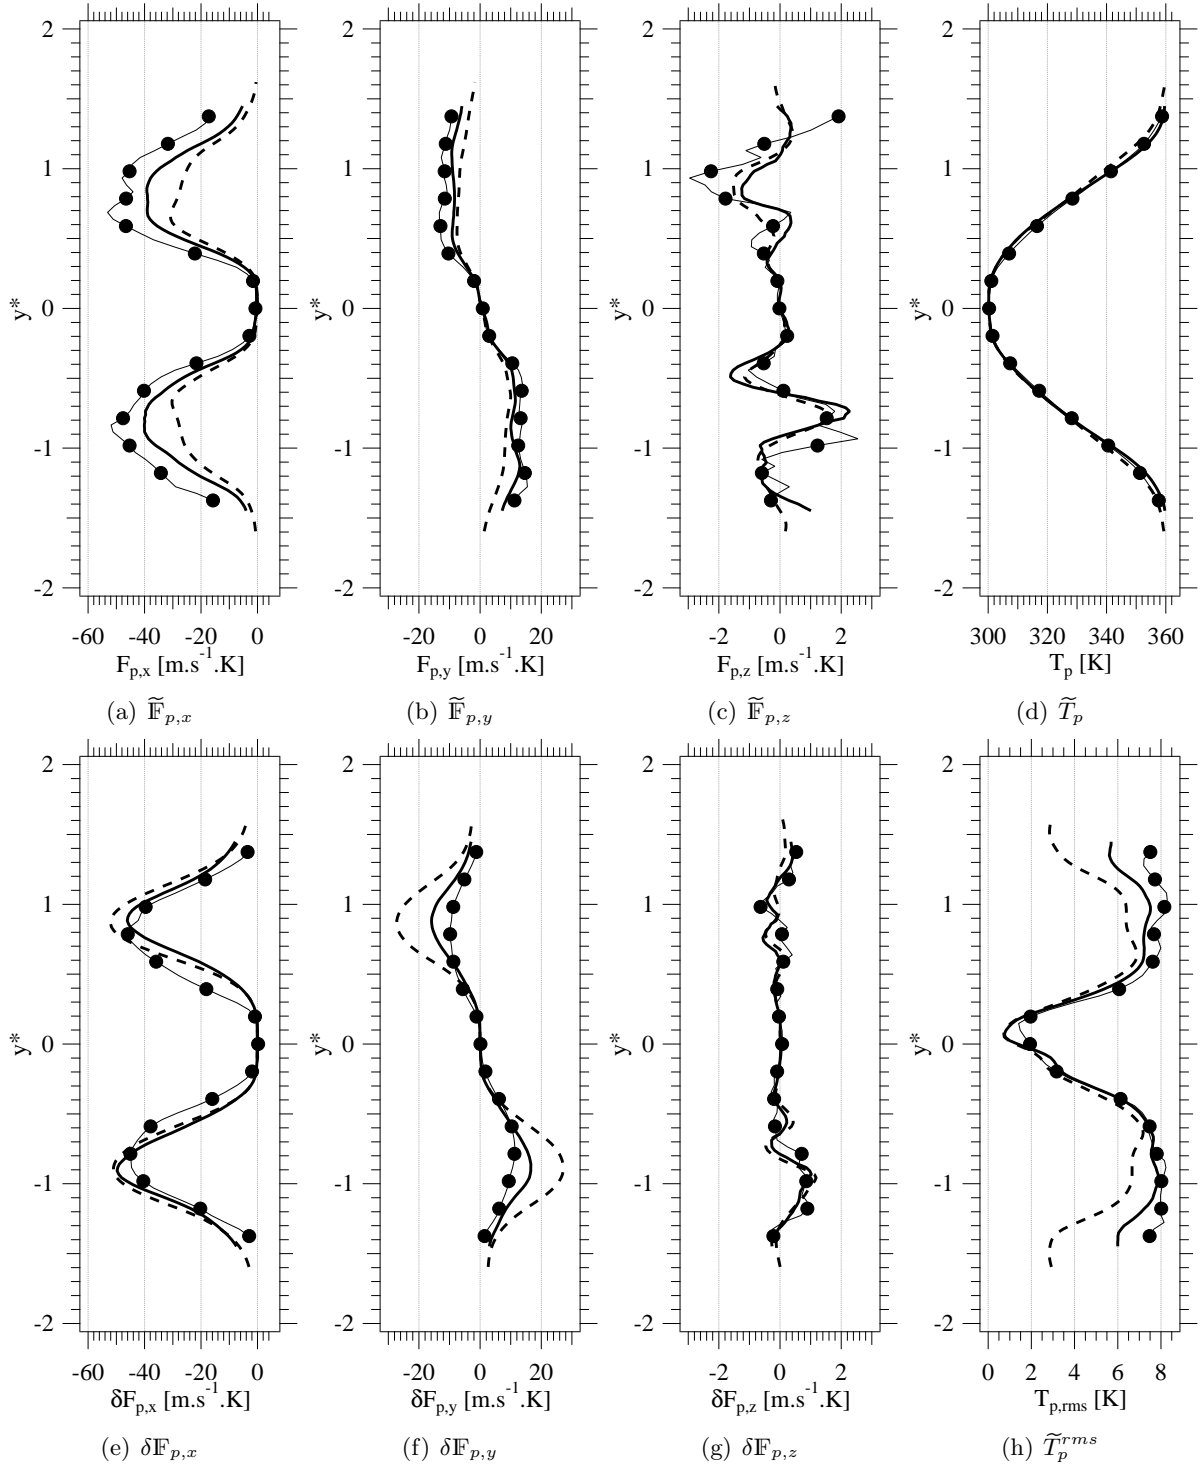 2
1
0
-1
-2
y*
-60 -40 -20 0
F_p,x [m.s^-1.K]
(a) 𝔽̃_p,x
2
1
0
-1
-2
y*
-20 0 20
F_p,y [m.s^-1.K]
(b) 𝔽̃_p,y
2
1
0
-1
-2
y*
-2 0 2
F_p,z [m.s^-1.K]
(c) 𝔽̃_p,z
2
1
0
-1
-2
y*
300 320 340 360
T_p [K]
(d) T̃_p
2
1
0
-1
-2
y*
-60 -40 -20 0
δF_p,x [m.s^-1.K]
(e) δ𝔽_p,x
2
1
0
-1
-2
y*
-20 0 20
δF_p,y [m.s^-1.K]
(f) δ𝔽_p,y
2
1
0
-1
-2
y*
-2 0 2
δF_p,z [m.s^-1.K]
(g) δ𝔽_p,z
2
1
0
-1
-2
y*
0 2 4 6 8
T_p,rms [K]
(h) T̃_p^rms